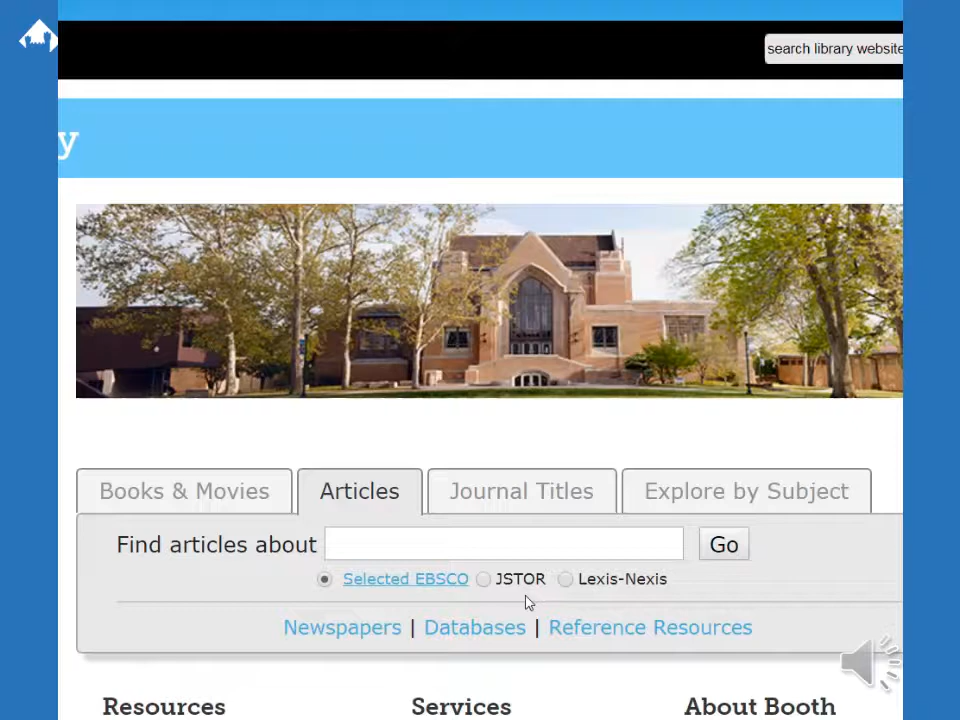 search library website
y
Books & Movies Articles Journal Titles Explore by Subject
Find articles about Go
Selected EBSCO JSTOR Lexis-Nexis
Newspapers | Databases | Reference Resources
Resources Services About Booth